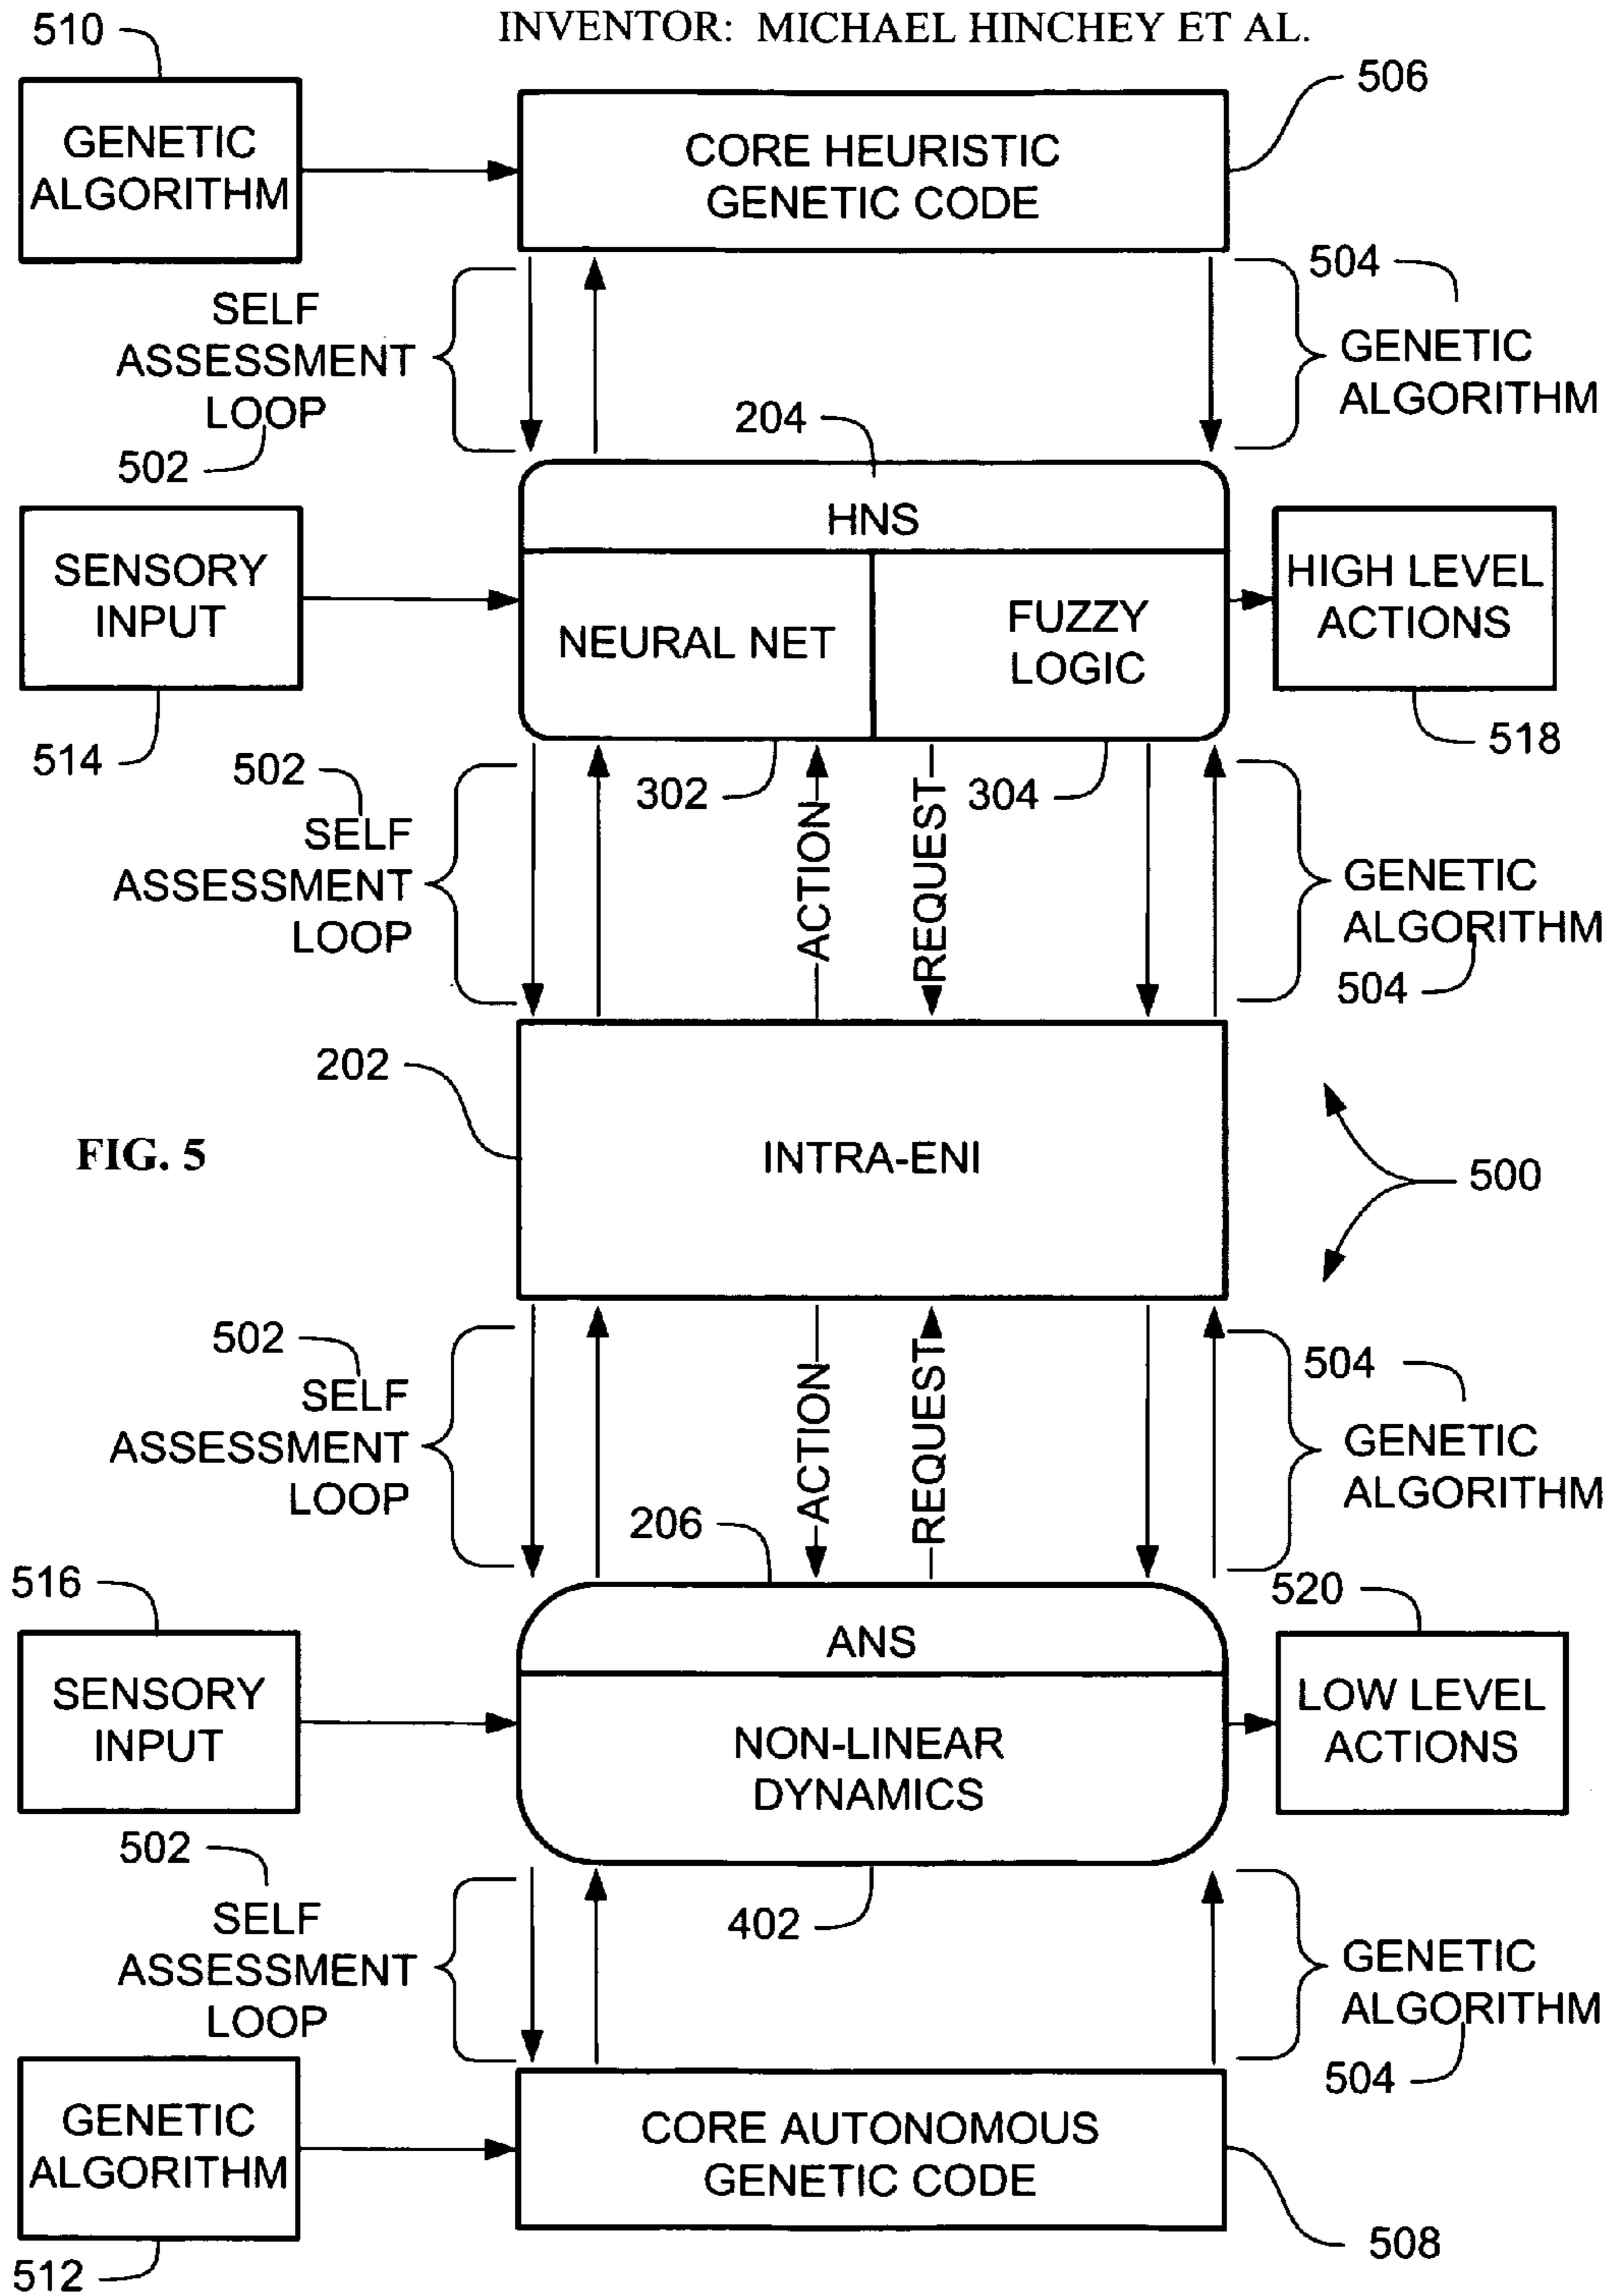 INVENTOR: MICHAEL HINCHEY ET AL.
510
506
GENETIC
ALGORITHM
CORE HEURISTIC
GENETIC CODE
SELF
ASSESSMENT
LOOP
502
504
GENETIC
ALGORITHM
204
HNS
SENSORY
INPUT
514
NEURAL NET
FUZZY
LOGIC
HIGH LEVEL
ACTIONS
518
502
SELF
ASSESSMENT
LOOP
302
ACTION
REQUEST
304
GENETIC
ALGORITHM
504
202
FIG. 5
INTRA-ENI
500
502
SELF
ASSESSMENT
LOOP
ACTION
REQUEST
504
GENETIC
ALGORITHM
206
516
SENSORY
INPUT
ANS
NON-LINEAR
DYNAMICS
520
LOW LEVEL
ACTIONS
502
SELF
ASSESSMENT
LOOP
402
GENETIC
ALGORITHM
504
GENETIC
ALGORITHM
512
CORE AUTONOMOUS
GENETIC CODE
508